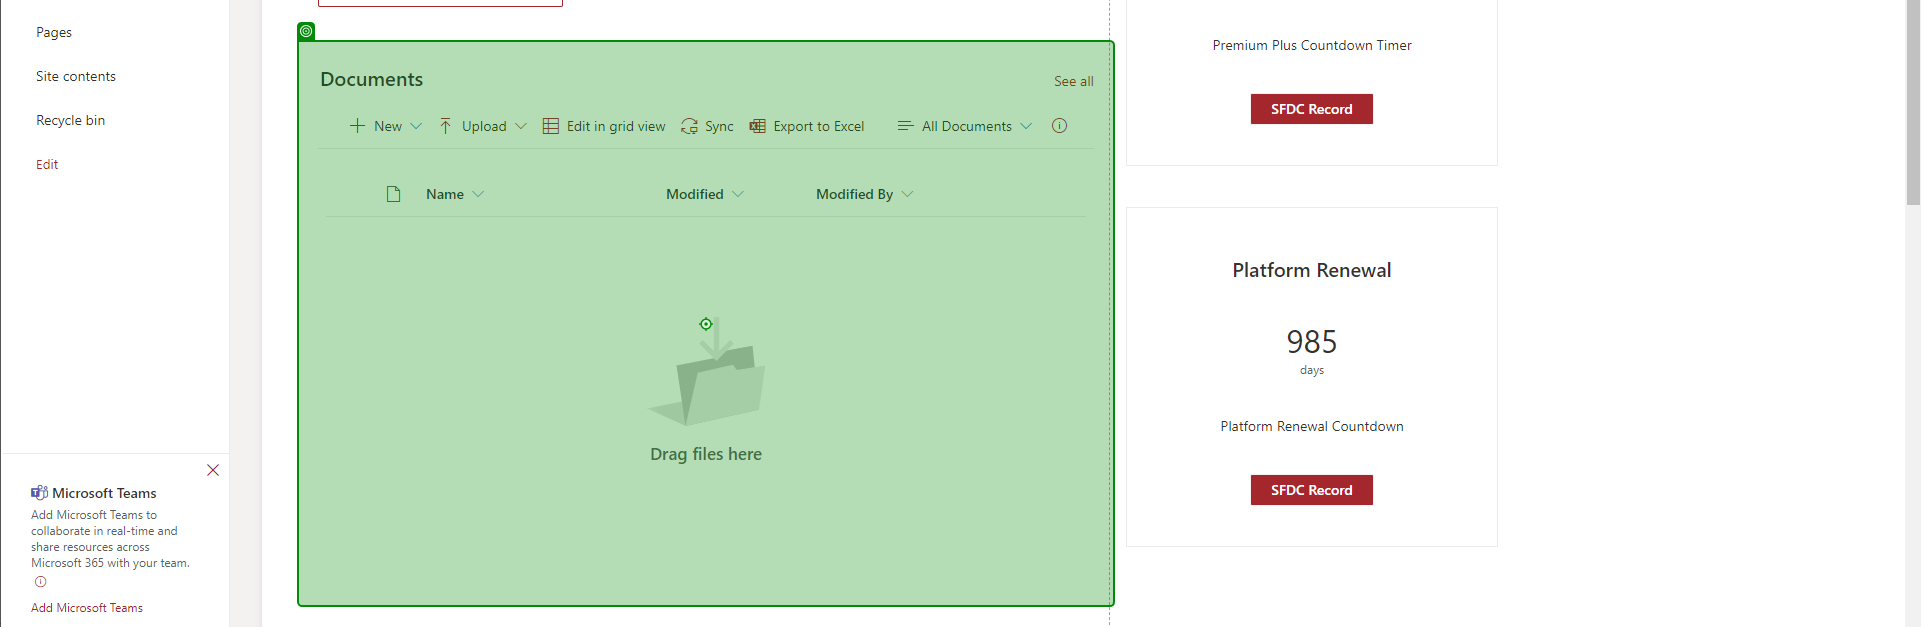 Pages
Site contents
Recycle bin
Edit
Microsoft Teams
Add Microsoft Teams to
collaborate in real-time and
share resources across
Microsoft 365 with your team.
Add Microsoft Teams
Documents
See all
New Upload Edit in grid view Sync Export to Excel All Documents
Name Modified Modified By
Drag files here
Premium Plus Countdown Timer
SFDC Record
Platform Renewal
985
days
Platform Renewal Countdown
SFDC Record